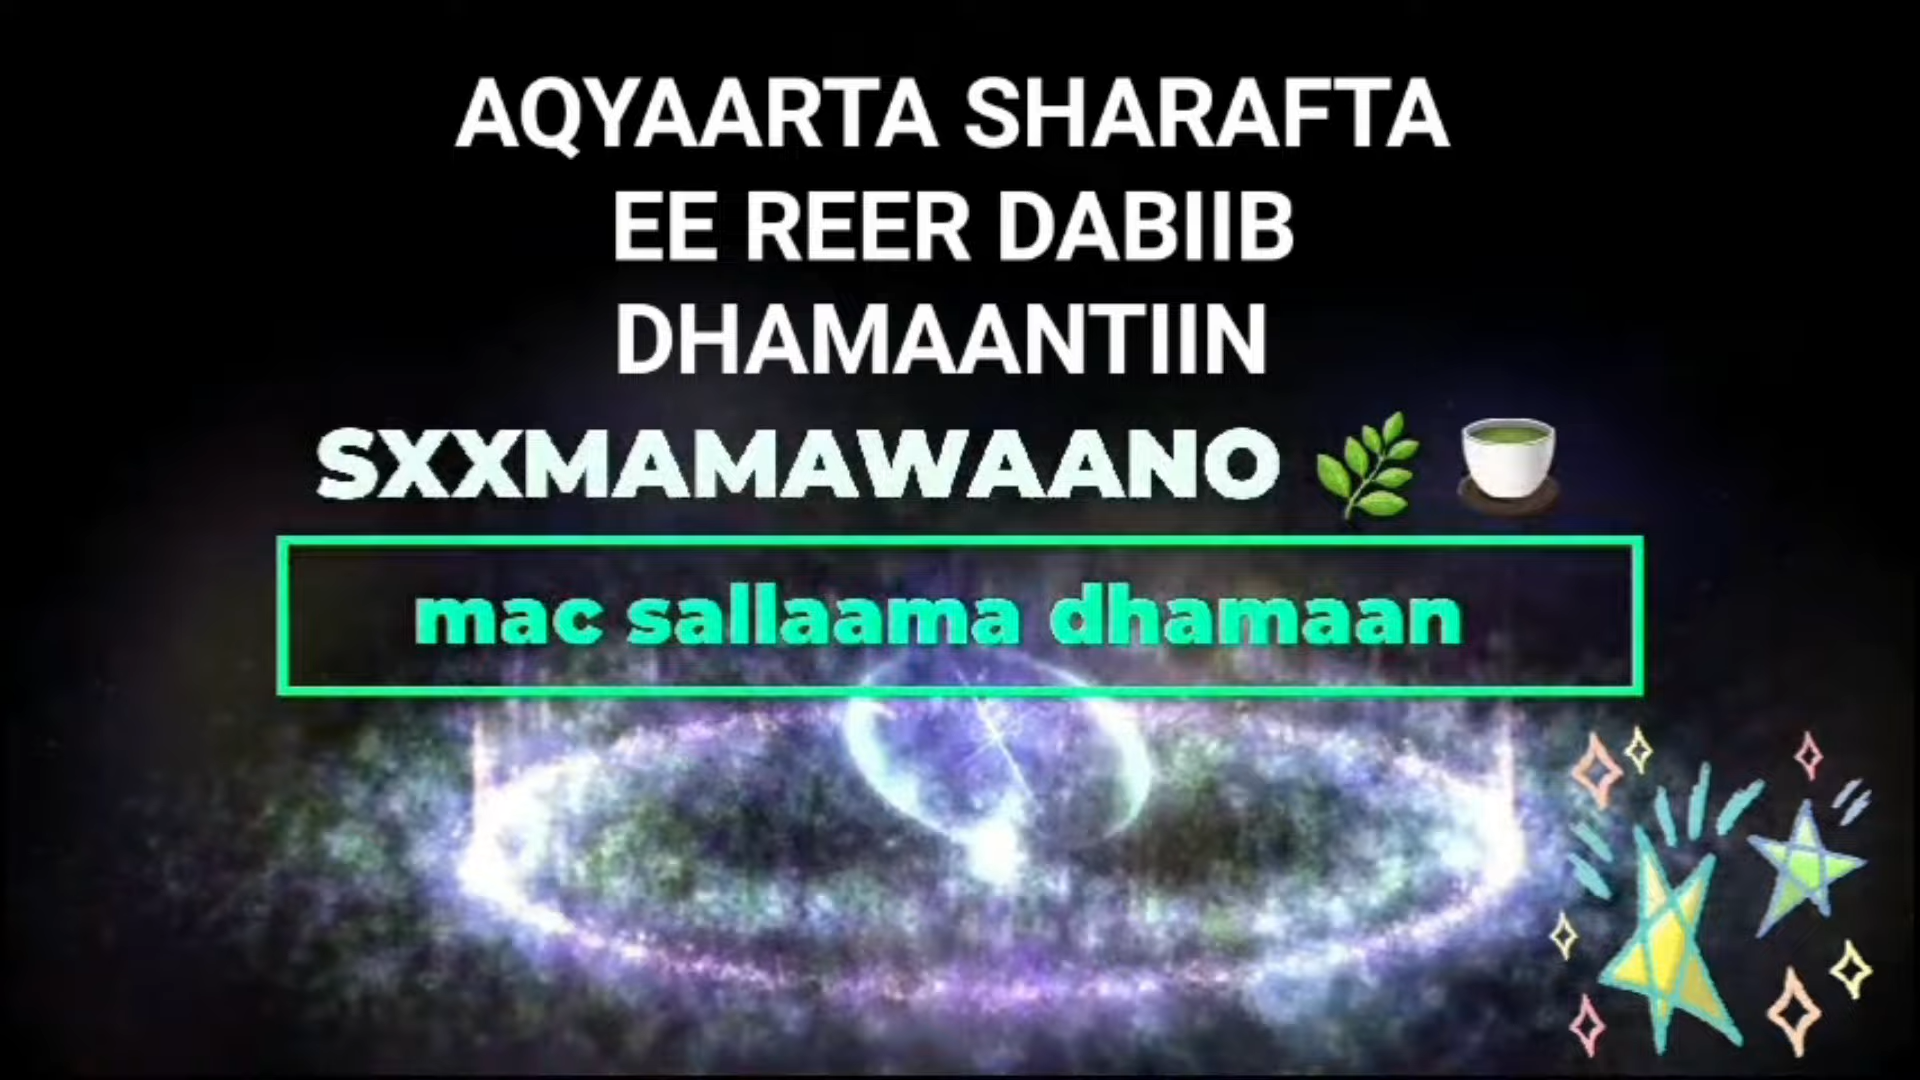 AQYAARTA SHARAFTA
EE REER DABIIB
DHAMAANTIIN
SXXMAMAWAANO 🌿 🍵
mac sallaama dhamaan